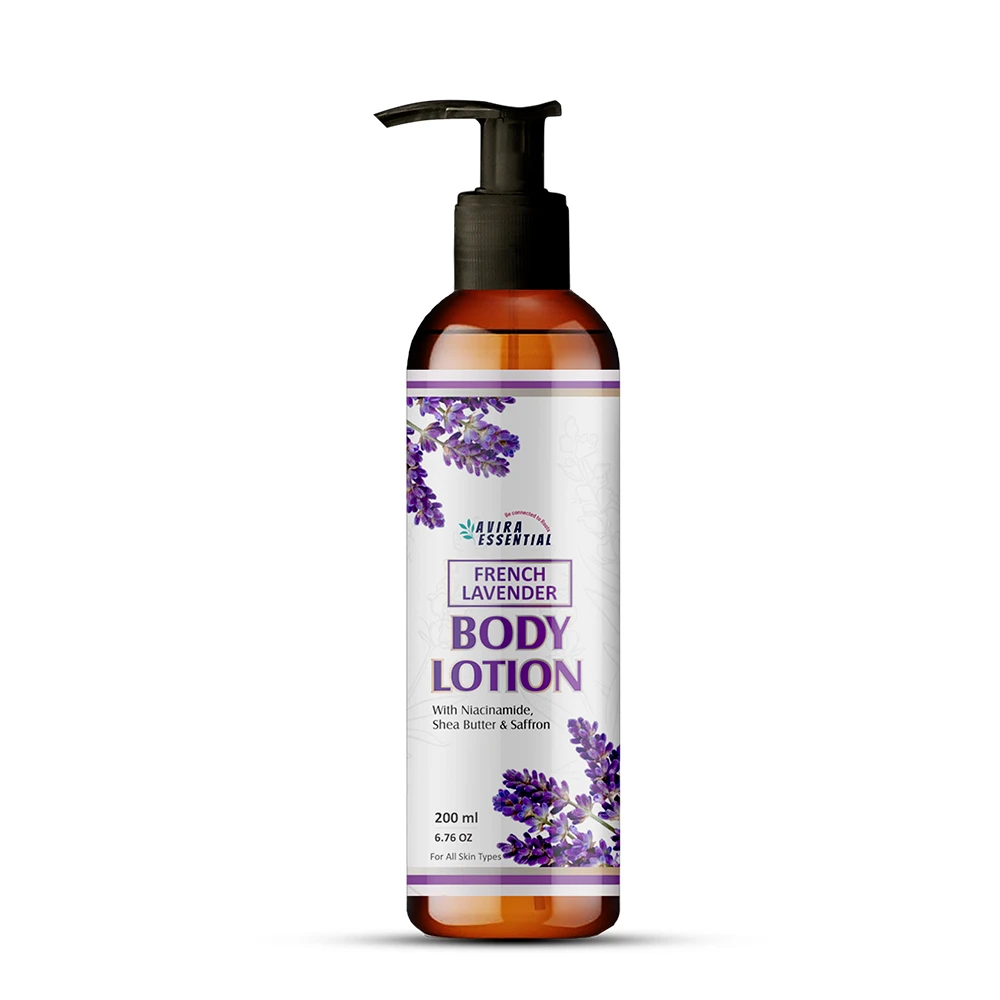 Be connected to Roots
AVIRA
ESSENTIAL
FRENCH
LAVENDER
BODY
LOTION
With Niacinamide,
Shea Butter & Saffron
200 ml
6.76 OZ
For All Skin Types